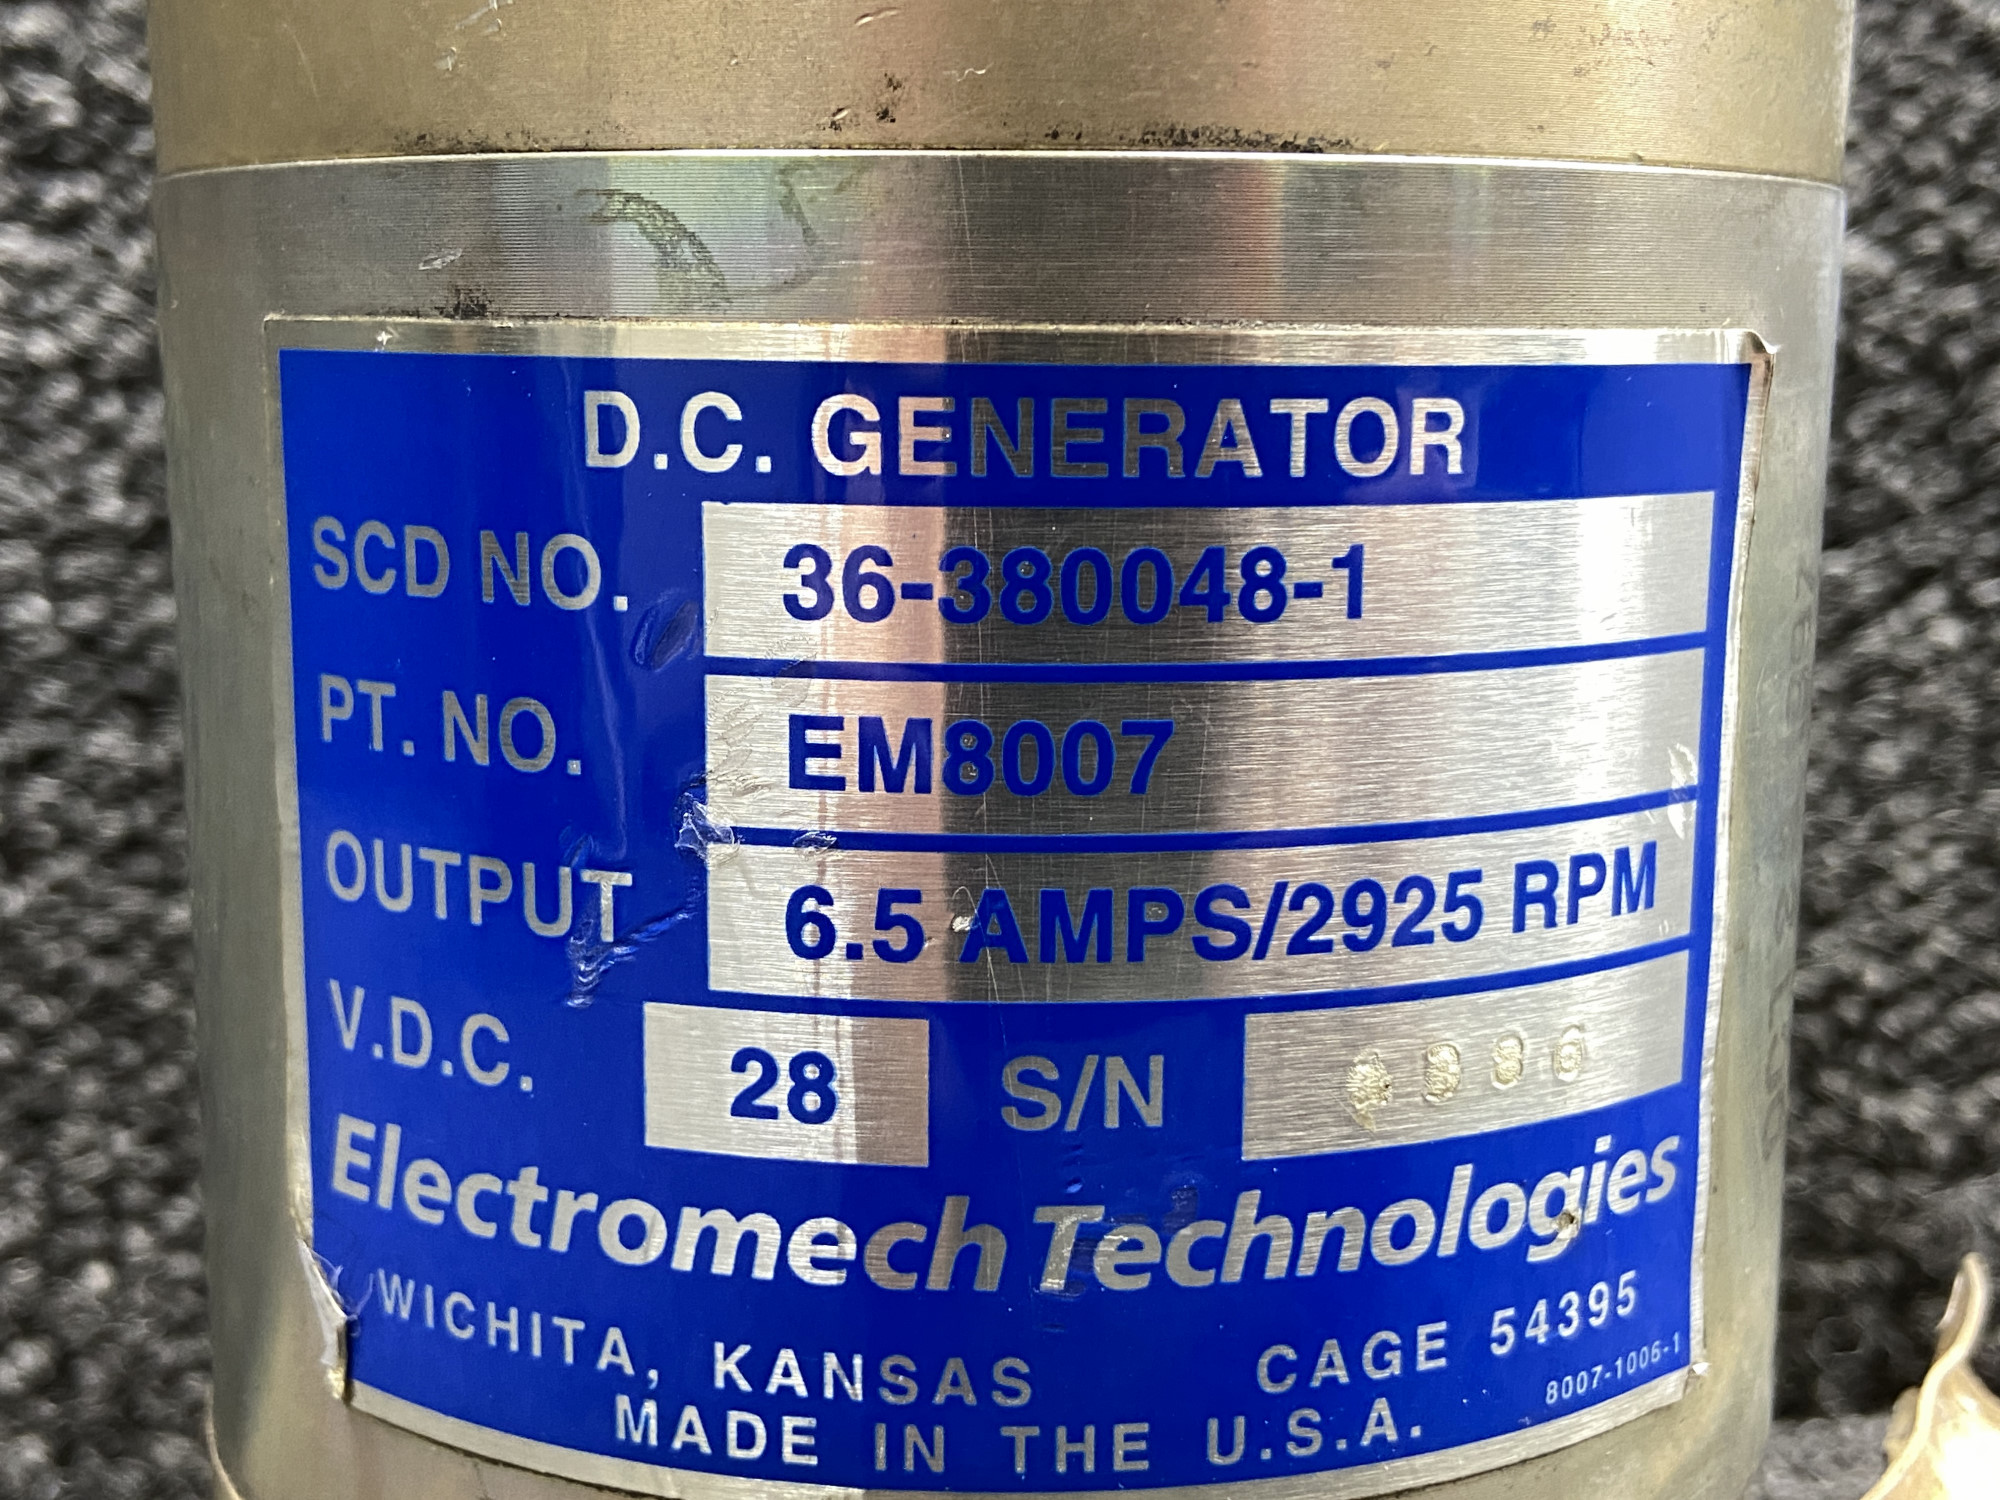 D.C. GENERATOR
SCD NO. 36-380048-1
PT. NO. EM8007
OUTPUT 6.5 AMPS/2925 RPM
V.D.C. 28 S/N
Electromech Technologies
WICHITA, KANSAS CAGE 54395
MADE IN THE U.S.A. 8007-1006-1